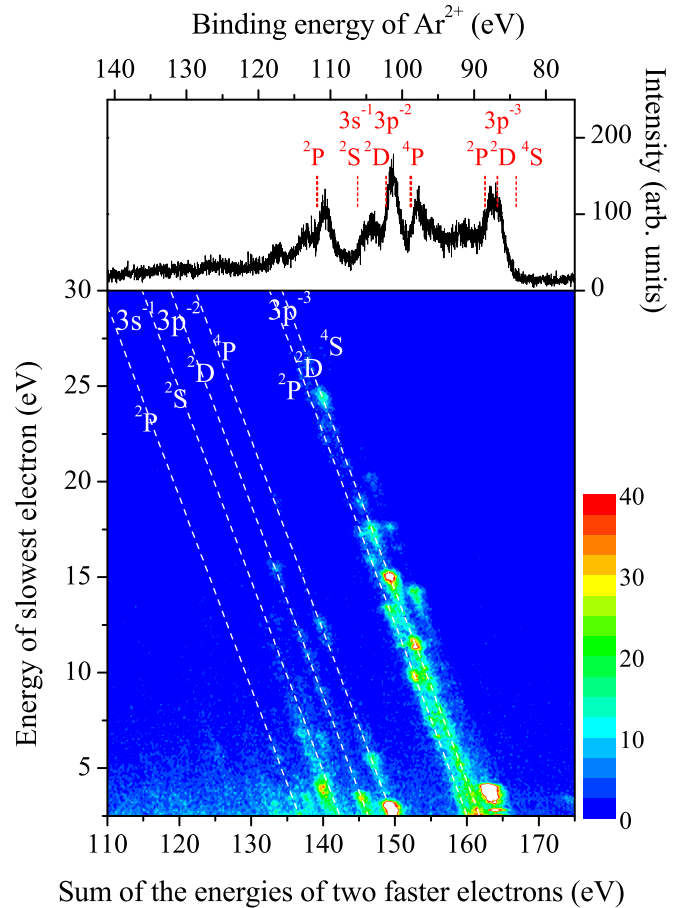 Binding energy of Ar²⁺ (eV)
140 130 120 110 100 90 80
3s⁻¹3p⁻² 3p⁻³
²P ²S ²D ⁴P ²P ²D ⁴S
200
100
0
Intensity (arb. units)
30
25
20
15
10
5
Energy of slowest electron (eV)
3s⁻¹ 3p⁻² 3p⁻³
⁴P ⁴S
²D ²D
²S ²P
²P
40
30
20
10
0
110 120 130 140 150 160 170
Sum of the energies of two faster electrons (eV)